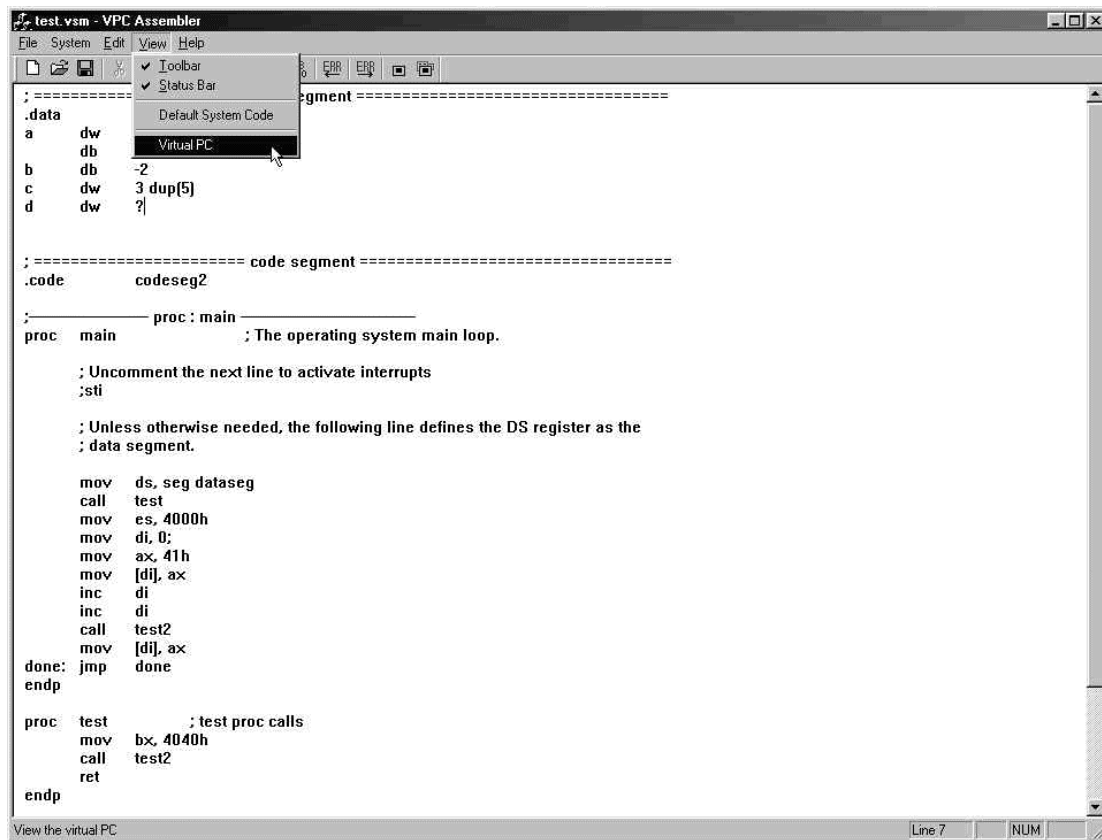 test.vsm - VPC Assembler
File System Edit View Help
ERR ERR
✓ Toolbar
✓ Status Bar
Default System Code
Virtual PC
; =========== egment ==================================
.data
a dw
db
b db -2
c dw 3 dup(5)
d dw ?
; ======================= code segment ==================================
.code codeseg2
;——————— proc : main ———————————
proc main ; The operating system main loop.
; Uncomment the next line to activate interrupts
;sti
; Unless otherwise needed, the following line defines the DS register as the
; data segment.
mov ds, seg dataseg
call test
mov es, 4000h
mov di, 0;
mov ax, 41h
mov [di], ax
inc di
inc di
call test2
mov [di], ax
done: jmp done
endp
proc test ; test proc calls
mov bx, 4040h
call test2
ret
endp
View the virtual PC Line 7 NUM